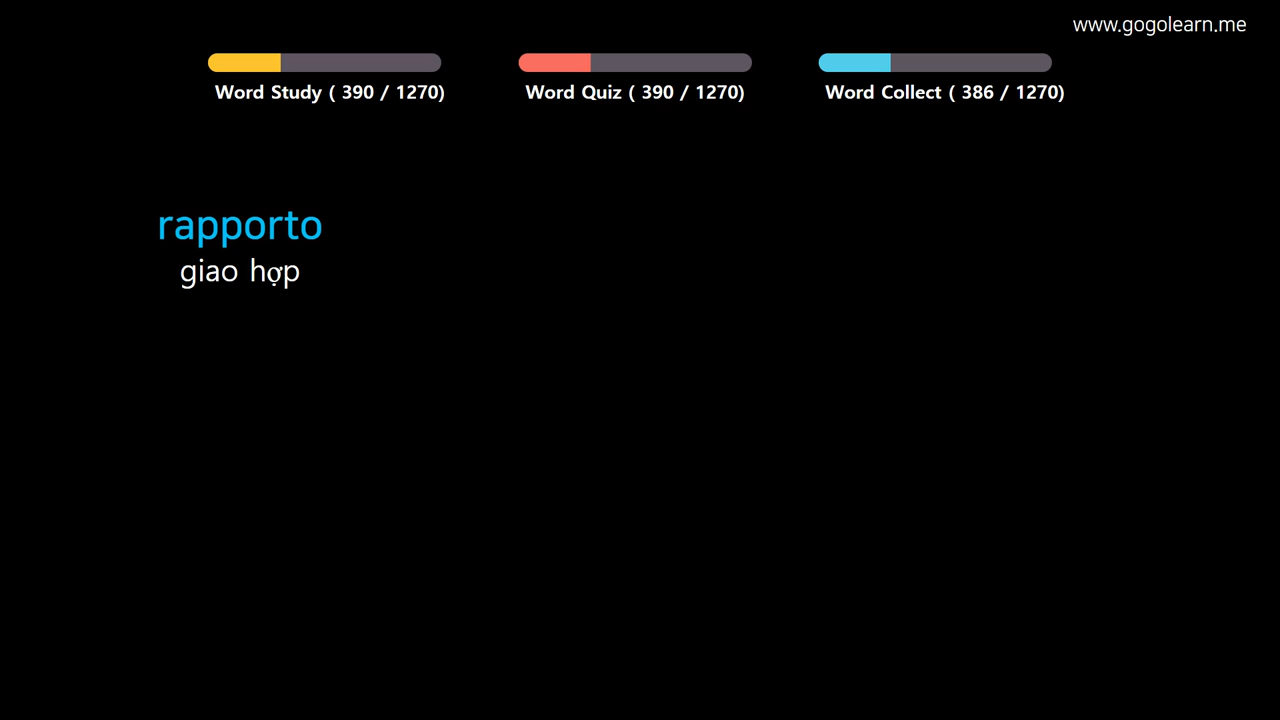 www.gogolearn.me
Word Study ( 390 / 1270)
Word Quiz ( 390 / 1270)
Word Collect ( 386 / 1270)
rapporto
giao hợp